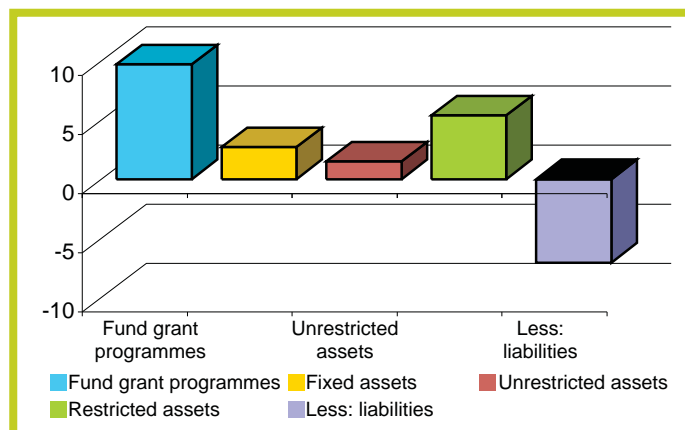 10
5
0
-5
-10
Fund grant programmes
Unrestricted assets
Less: liabilities
Fund grant programmes
Fixed assets
Unrestricted assets
Restricted assets
Less: liabilities